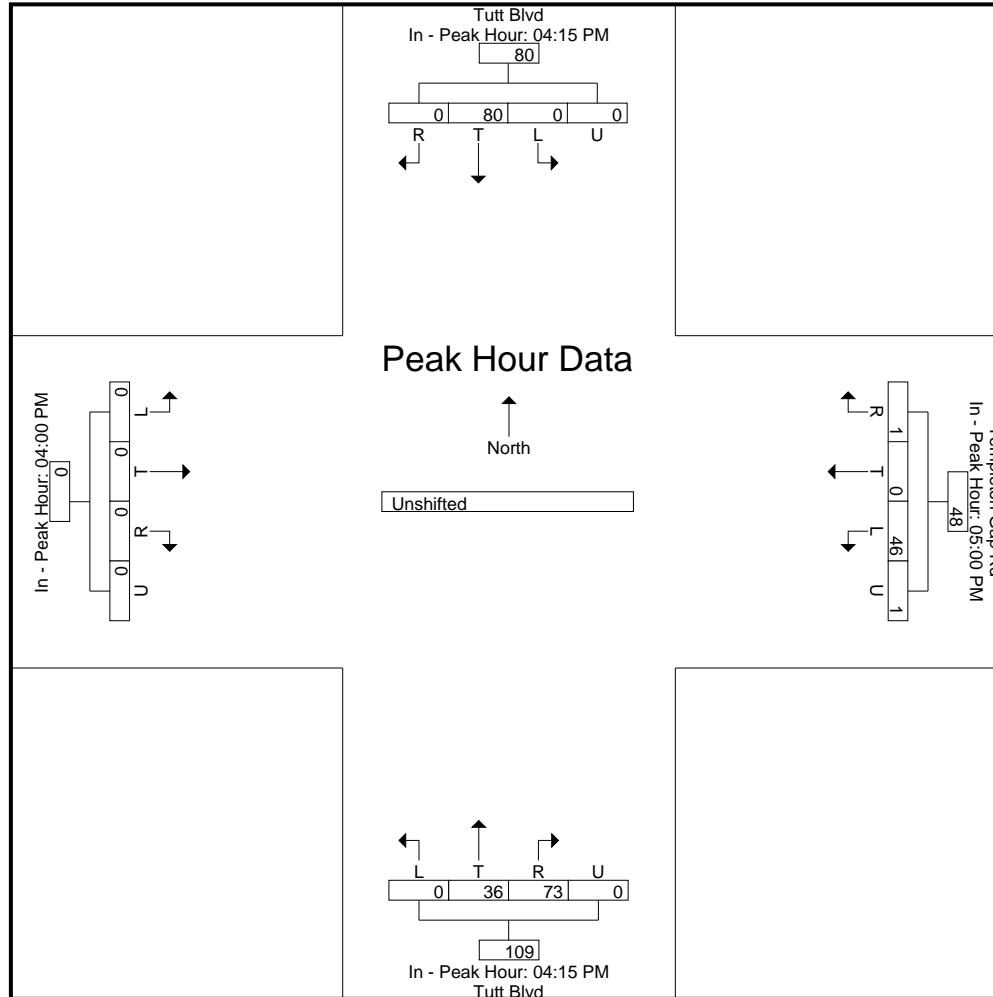 Tutt Blvd
In - Peak Hour: 04:15 PM
80
0 80 0 0
R T L U
Peak Hour Data
North
Unshifted
In - Peak Hour: 04:00 PM
0
0 0 0 0
L T R U
In - Peak Hour: 05:00 PM
48
1 0 46 1
R T L U
L T R U
0 36 73 0
109
In - Peak Hour: 04:15 PM
Tutt Blvd